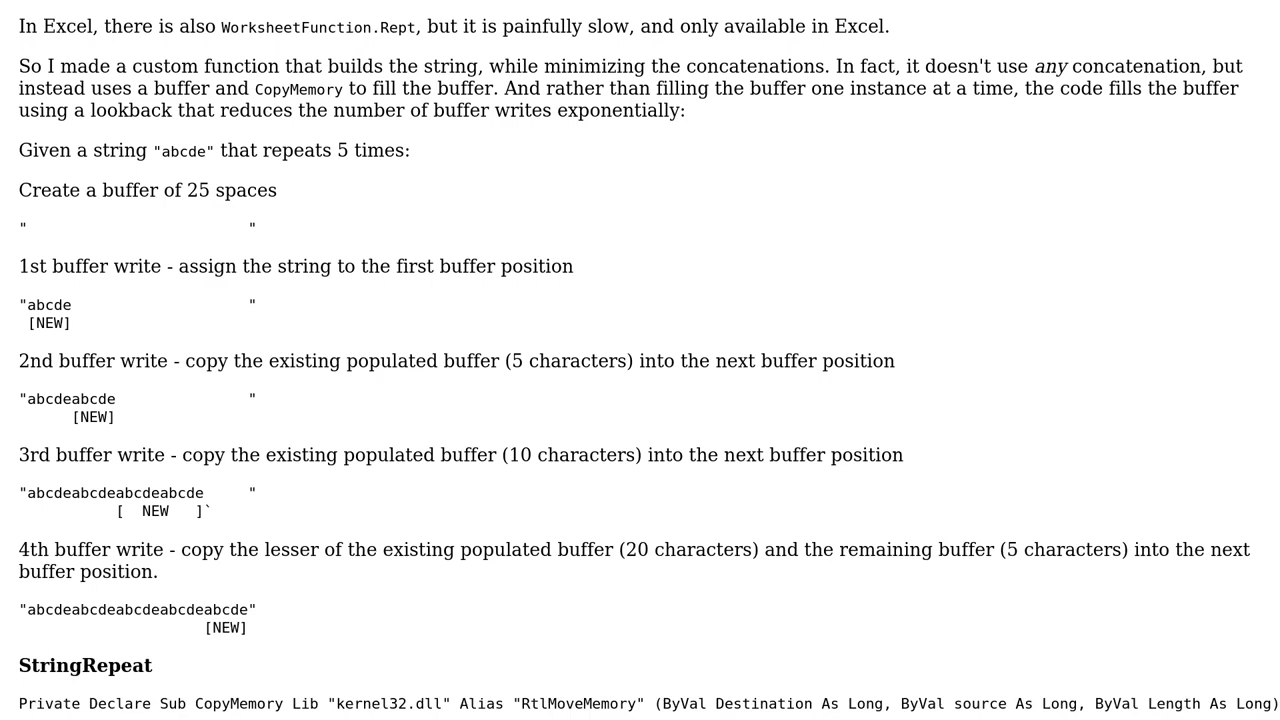 In Excel, there is also WorksheetFunction.Rept, but it is painfully slow, and only available in Excel.
So I made a custom function that builds the string, while minimizing the concatenations. In fact, it doesn't use any concatenation, but
instead uses a buffer and CopyMemory to fill the buffer. And rather than filling the buffer one instance at a time, the code fills the buffer
using a lookback that reduces the number of buffer writes exponentially:
Given a string "abcde" that repeats 5 times:
Create a buffer of 25 spaces
"                         "
1st buffer write - assign the string to the first buffer position
"abcde                    "
 [NEW]
2nd buffer write - copy the existing populated buffer (5 characters) into the next buffer position
"abcdeabcde               "
      [NEW]
3rd buffer write - copy the existing populated buffer (10 characters) into the next buffer position
"abcdeabcdeabcdeabcde     "
           [  NEW   ]`
4th buffer write - copy the lesser of the existing populated buffer (20 characters) and the remaining buffer (5 characters) into the next
buffer position.
"abcdeabcdeabcdeabcdeabcde"
                     [NEW]
StringRepeat
Private Declare Sub CopyMemory Lib "kernel32.dll" Alias "RtlMoveMemory" (ByVal Destination As Long, ByVal source As Long, ByVal Length As Long)